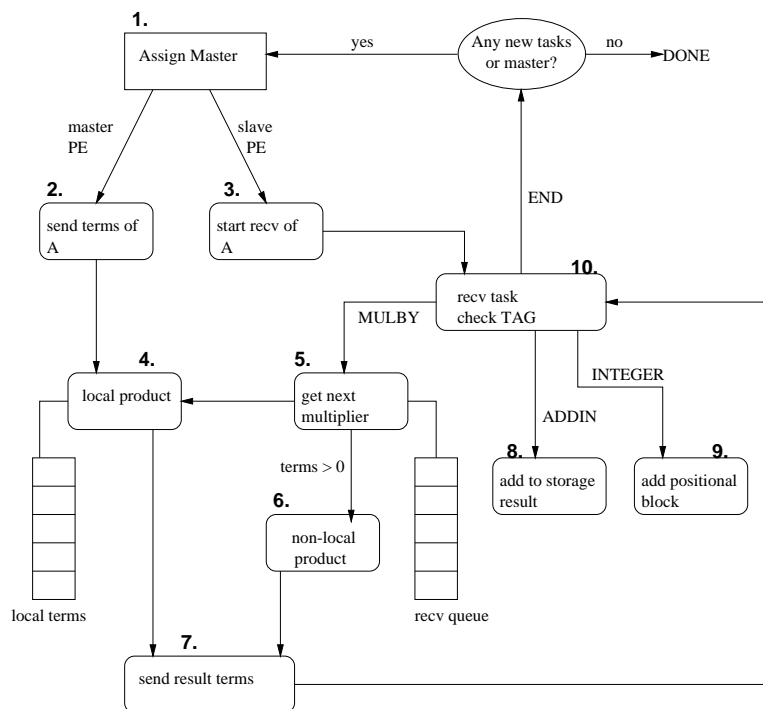 1.
Assign Master
yes
Any new tasks
or master?
no
DONE
master
PE
slave
PE
2.
send terms of
A
3.
start recv of
A
END
10.
recv task
check TAG
MULBY
INTEGER
ADDIN
4.
local product
5.
get next
multiplier
terms > 0
8.
add to storage
result
9.
add positional
block
6.
non-local
product
local terms
recv queue
7.
send result terms